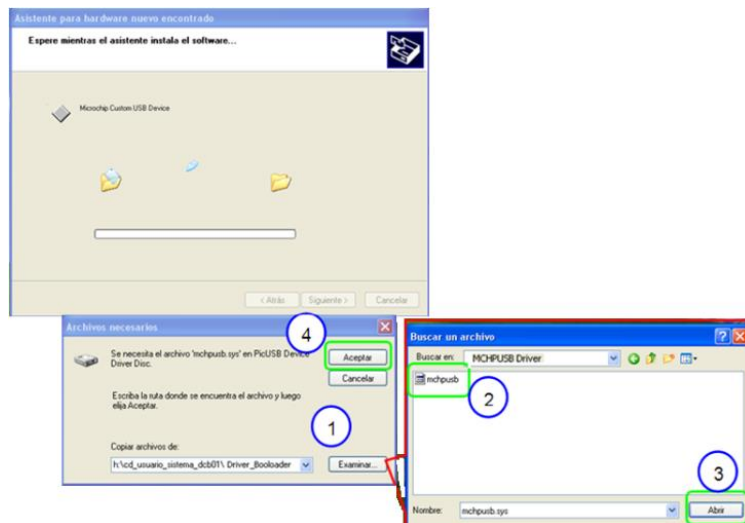 Asistente para hardware nuevo encontrado
Espere mientras el asistente instala el software...
Microchip Custom USB Device
< Atrás
Siguiente >
Cancelar
Archivos necesarios
4
Se necesita el archivo 'mchpusb.sys' en PicUSB Device
Driver Disc.
Aceptar
Cancelar
Escriba la ruta donde se encuentra el archivo y luego
elija Aceptar.
1
Copiar archivos de:
h:\cd_usuario_sistema_dcb01\ Driver_Booloader
Examinar...
Buscar un archivo
Buscar en:
MCHPUSB Driver
mchpusb
2
3
Nombre:
mchpusb.sys
Abrir